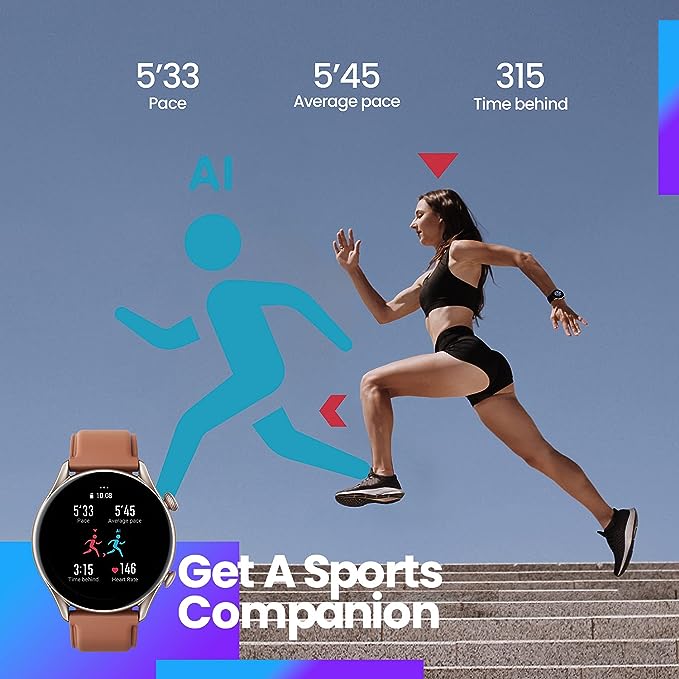 5’33 5’45 315
Pace Average pace Time behind
AI
10:08
5’33 5’45
Pace Average pace
AI
3:15 146
Time behind Heart Rate
Get A Sports
Companion